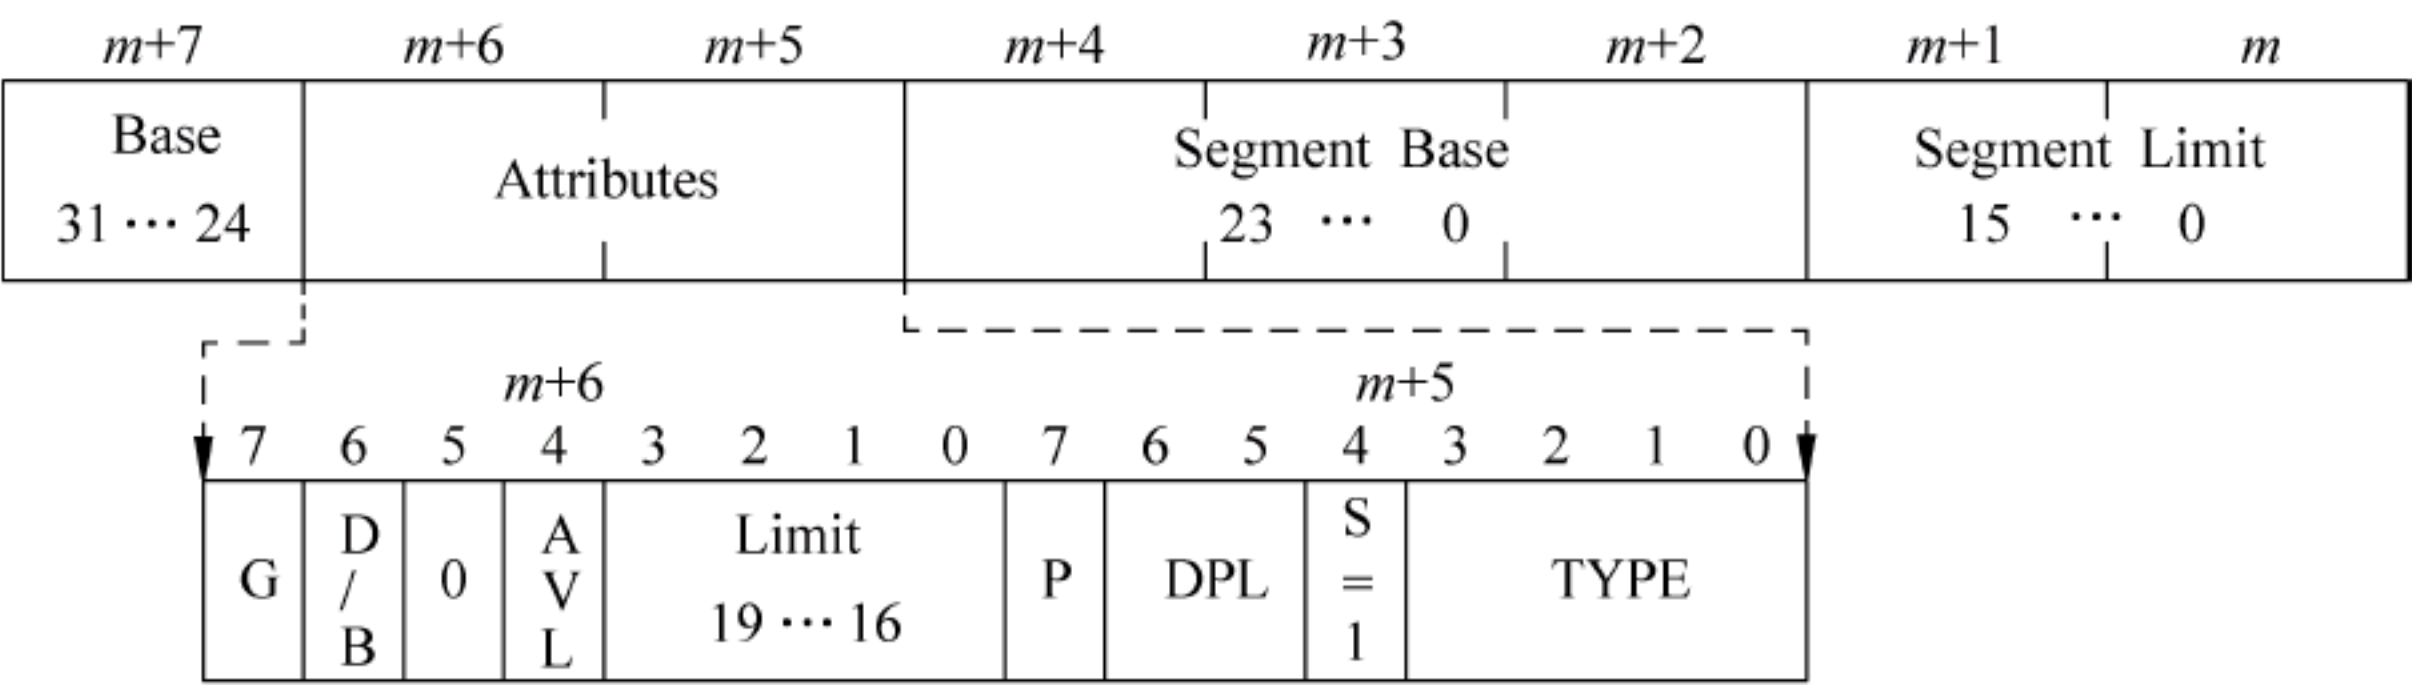 m+7 m+6 m+5 m+4 m+3 m+2 m+1 m
Base Attributes Segment Base Segment Limit
31 ··· 24 23 ··· 0 15 ··· 0
m+6 m+5
7 6 5 4 3 2 1 0 7 6 5 4 3 2 1 0
G D/B 0 AVL Limit 19 ··· 16 P DPL S=1 TYPE